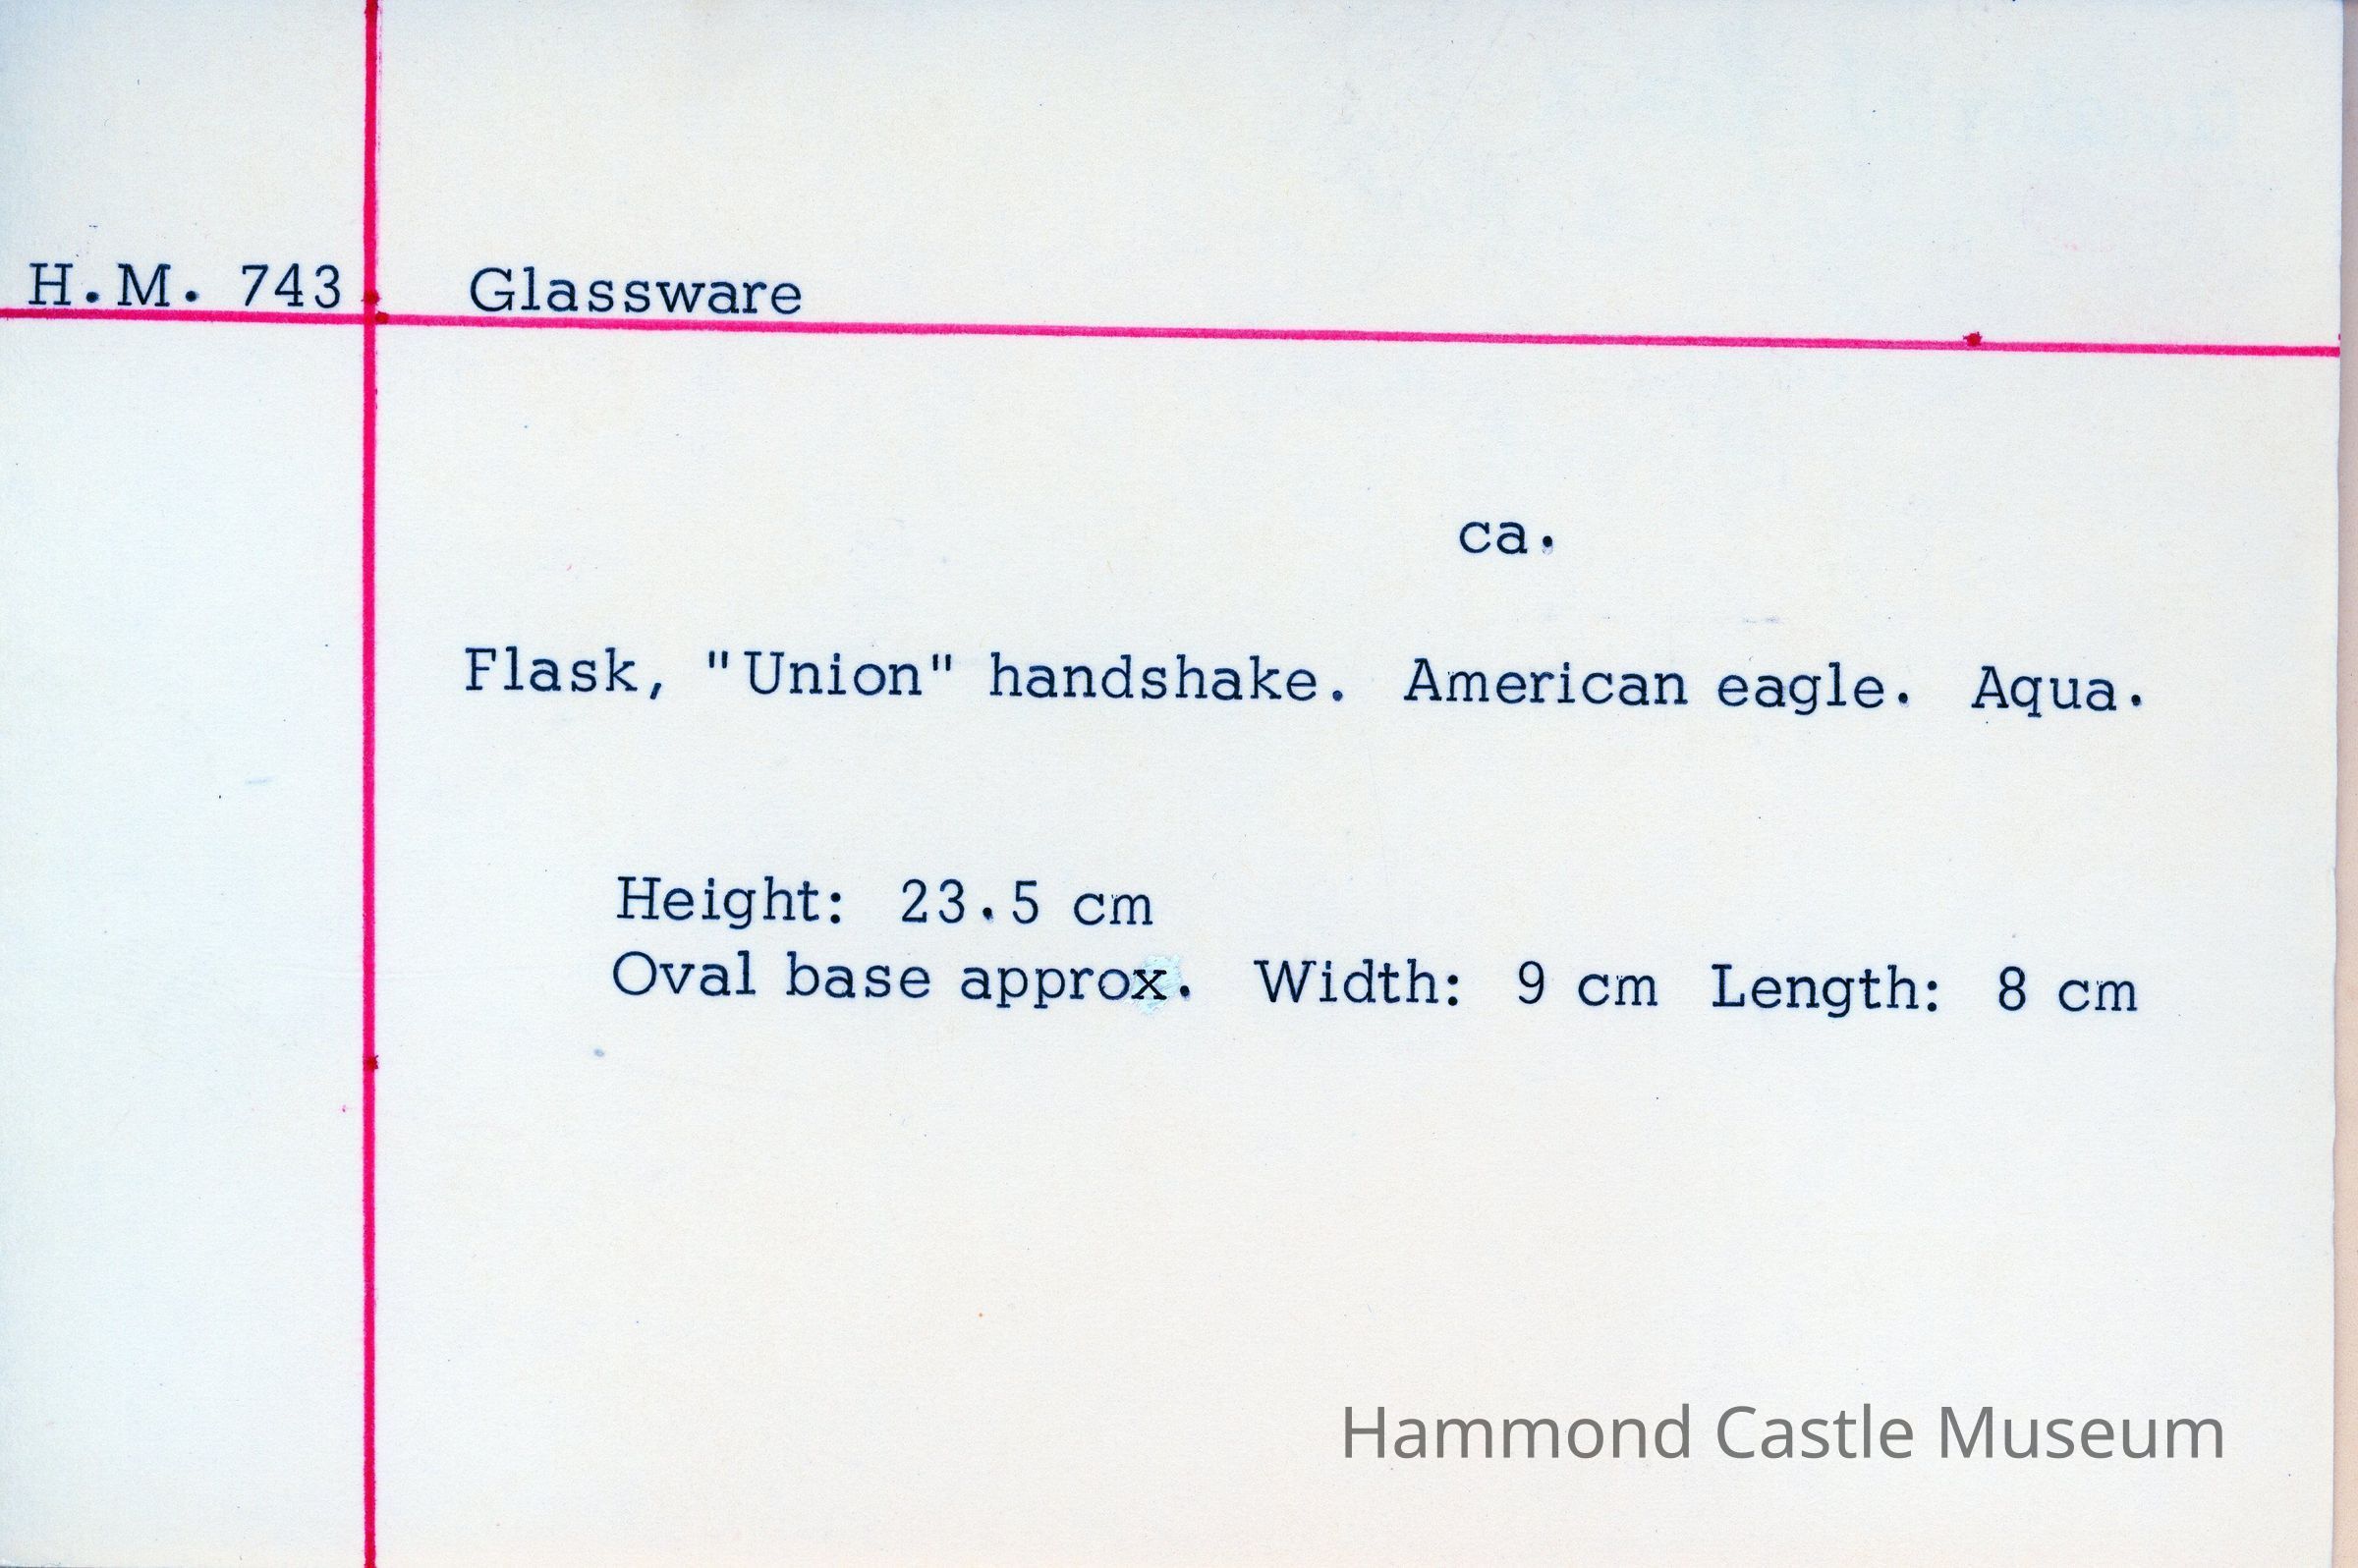 H.M. 743 Glassware
ca.
Flask, "Union" handshake. American eagle. Aqua.
Height: 23.5 cm
Oval base approx. Width: 9 cm Length: 8 cm
Hammond Castle Museum